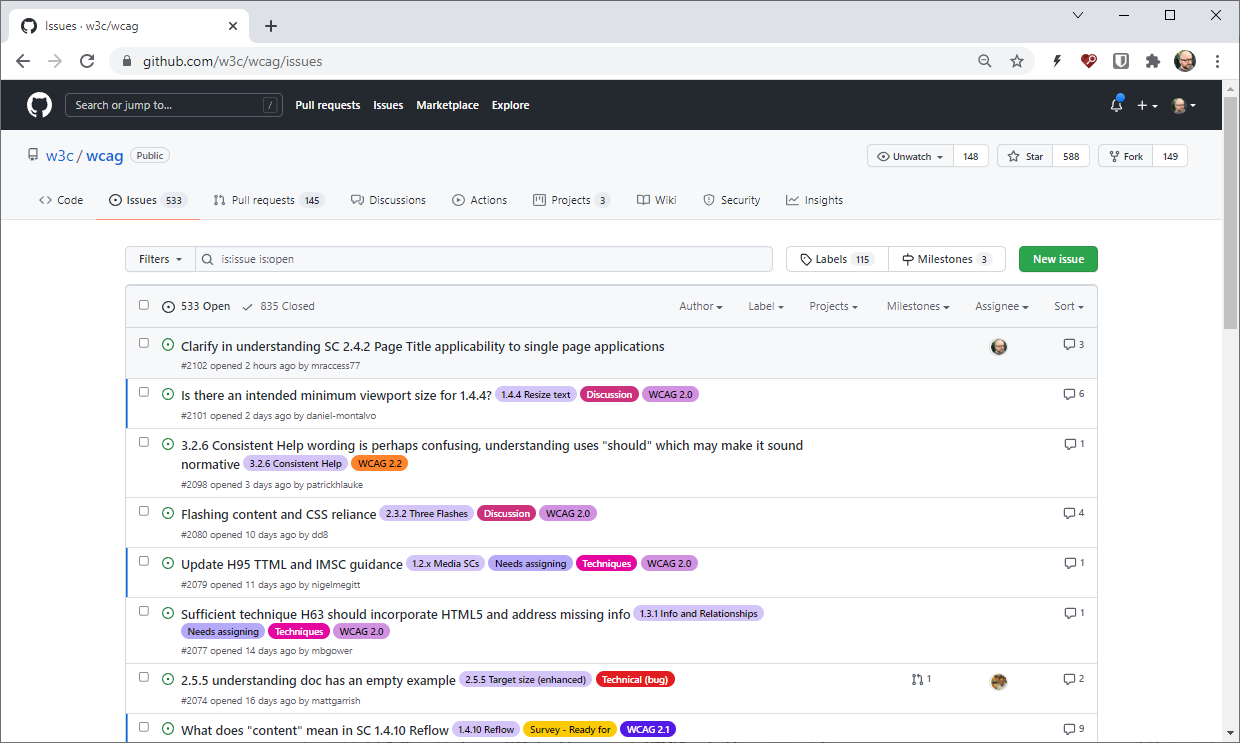 Issues · w3c/wcag
github.com/w3c/wcag/issues
Search or jump to... / Pull requests Issues Marketplace Explore
w3c / wcag Public Unwatch 148 Star 588 Fork 149
Code Issues 533 Pull requests 145 Discussions Actions Projects 3 Wiki Security Insights
Filters is:issue is:open Labels 115 Milestones 3 New issue
533 Open 835 Closed Author Label Projects Milestones Assignee Sort
Clarify in understanding SC 2.4.2 Page Title applicability to single page applications 3
#2102 opened 2 hours ago by mraccess77
Is there an intended minimum viewport size for 1.4.4? 1.4.4 Resize text Discussion WCAG 2.0 6
#2101 opened 2 days ago by daniel-montalvo
3.2.6 Consistent Help wording is perhaps confusing, understanding uses "should" which may make it sound 1
normative 3.2.6 Consistent Help WCAG 2.2
#2098 opened 3 days ago by patrickhlauke
Flashing content and CSS reliance 2.3.2 Three Flashes Discussion WCAG 2.0 4
#2080 opened 10 days ago by dd8
Update H95 TTML and IMSC guidance 1.2.x Media SCs Needs assigning Techniques WCAG 2.0 1
#2079 opened 11 days ago by nigelmegitt
Sufficient technique H63 should incorporate HTML5 and address missing info 1.3.1 Info and Relationships 1
Needs assigning Techniques WCAG 2.0
#2077 opened 14 days ago by mbgower
2.5.5 understanding doc has an empty example 2.5.5 Target size (enhanced) Technical (bug) 1 2
#2074 opened 16 days ago by mattgarrish
What does "content" mean in SC 1.4.10 Reflow 1.4.10 Reflow Survey - Ready for WCAG 2.1 9